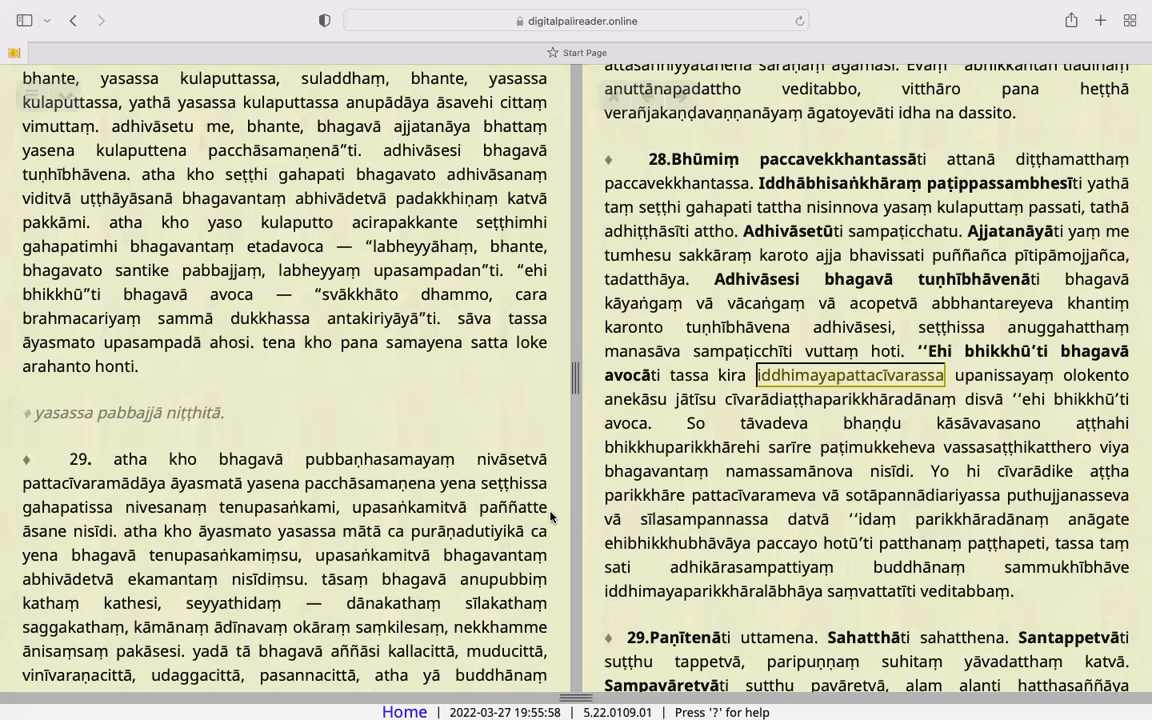 digitalpalireader.online
Start Page
bhante, yasassa kulaputtassa, suladdhaṃ, bhante, yasassa
kulaputtassa, yathā yasassa kulaputtassa anupādāya āsavehi cittaṃ
vimuttaṃ. adhivāsetu me, bhante, bhagavā ajjatanāya bhattaṃ
yasena kulaputtena pacchāsamaṇenā”ti. adhivāsesi bhagavā
tuṇhībhāvena. atha kho seṭṭhi gahapati bhagavato adhivāsanaṃ
viditvā uṭṭhāyāsanā bhagavantaṃ abhivādetvā padakkhiṇaṃ katvā
pakkāmi. atha kho yaso kulaputto acirapakkante seṭṭhimhi
gahapatimhi bhagavantaṃ etadavoca — “labheyyāhaṃ, bhante,
bhagavato santike pabbajjaṃ, labheyyaṃ upasampadan”ti. “ehi
bhikkhū”ti bhagavā avoca — “svākkhāto dhammo, cara
brahmacariyaṃ sammā dukkhassa antakiriyāyā”ti. sāva tassa
āyasmato upasampadā ahosi. tena kho pana samayena satta loke
arahanto honti.
♦ yasassa pabbajjā niṭṭhitā.
♦ 29. atha kho bhagavā pubbaṇhasamayaṃ nivāsetvā
pattacīvaramādāya āyasmatā yasena pacchāsamaṇena yena seṭṭhissa
gahapatissa nivesanaṃ tenupasaṅkami, upasaṅkamitvā paññatte
āsane nisīdi. atha kho āyasmato yasassa mātā ca purāṇadutiyikā ca
yena bhagavā tenupasaṅkamiṃsu, upasaṅkamitvā bhagavantaṃ
abhivādetvā ekamantaṃ nisīdiṃsu. tāsaṃ bhagavā anupubbiṃ
kathaṃ kathesi, seyyathidaṃ — dānakathaṃ sīlakathaṃ
saggakathaṃ, kāmānaṃ ādīnavaṃ okāraṃ saṃkilesaṃ, nekkhamme
ānisaṃsaṃ pakāsesi. yadā tā bhagavā aññāsi kallacittā, muducittā,
vinīvaraṇacittā, udaggacittā, pasannacittā, atha yā buddhānaṃ
saraṇaṃ
anuttānapadattho veditabbo, vitthāro pana heṭṭhā
verañjakaṇḍavaṇṇanāyaṃ āgatoyevāti idha na dassito.
♦ 28.Bhūmiṃ paccavekkhantassāti attanā diṭṭhamatthaṃ
paccavekkhantassa. Iddhābhisaṅkhāraṃ paṭippassambhesīti yathā
taṃ seṭṭhi gahapati tattha nisinnova yasaṃ kulaputtaṃ passati, tathā
adhiṭṭhāsīti attho. Adhivāsetūti sampaṭicchatu. Ajjatanāyāti yaṃ me
tumhesu sakkāraṃ karoto ajja bhavissati puññañca pītipāmojjañca,
tadatthāya. Adhivāsesi bhagavā tuṇhībhāvenāti bhagavā
kāyaṅgaṃ vā vācaṅgaṃ vā acopetvā abbhantareyeva khantiṃ
karonto tuṇhībhāvena adhivāsesi, seṭṭhissa anuggahatthaṃ
manasāva sampaṭicchīti vuttaṃ hoti. ‘‘Ehi bhikkhū’ti bhagavā
avocāti tassa kira iddhimayapattacīvarassa upanissayaṃ olokento
anekāsu jātīsu cīvarādiaṭṭhaparikkhāradānaṃ disvā ‘‘ehi bhikkhū’ti
avoca. So tāvadeva bhaṇḍu kāsāvavasano aṭṭhahi
bhikkhuparikkhārehi sarīre paṭimukkeheva vassasaṭṭhikatthero viya
bhagavantaṃ namassamānova nisīdi. Yo hi cīvarādike aṭṭha
parikkhāre pattacīvarameva vā sotāpannādiariyassa puthujjanasseva
vā sīlasampannassa datvā ‘‘idaṃ parikkhāradānaṃ anāgate
ehibhikkhubhāvāya paccayo hotū’ti patthanaṃ paṭṭhapeti, tassa taṃ
sati adhikārasampattiyaṃ buddhānaṃ sammukhībhāve
iddhimayaparikkhāralābhāya saṃvattatīti veditabbaṃ.
♦ 29.Paṇītenāti uttamena. Sahatthāti sahatthena. Santappetvāti
suṭṭhu tappetvā, paripuṇṇaṃ suhitaṃ yāvadatthaṃ katvā.
Sampavāretvāti suṭṭhu pavāretvā, alam alanti hatthasaññāya
Home | 2022-03-27 19:55:58 | 5.22.0109.01 | Press '?' for help